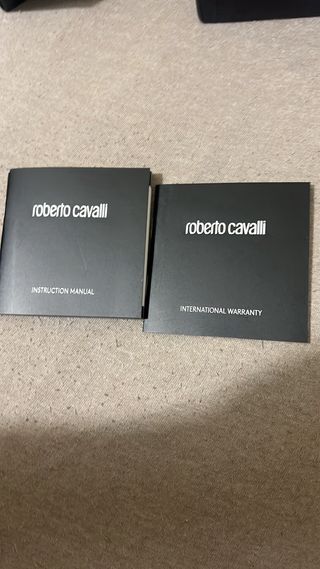 roberto cavalli
INSTRUCTION MANUAL
roberto cavalli
INTERNATIONAL WARRANTY